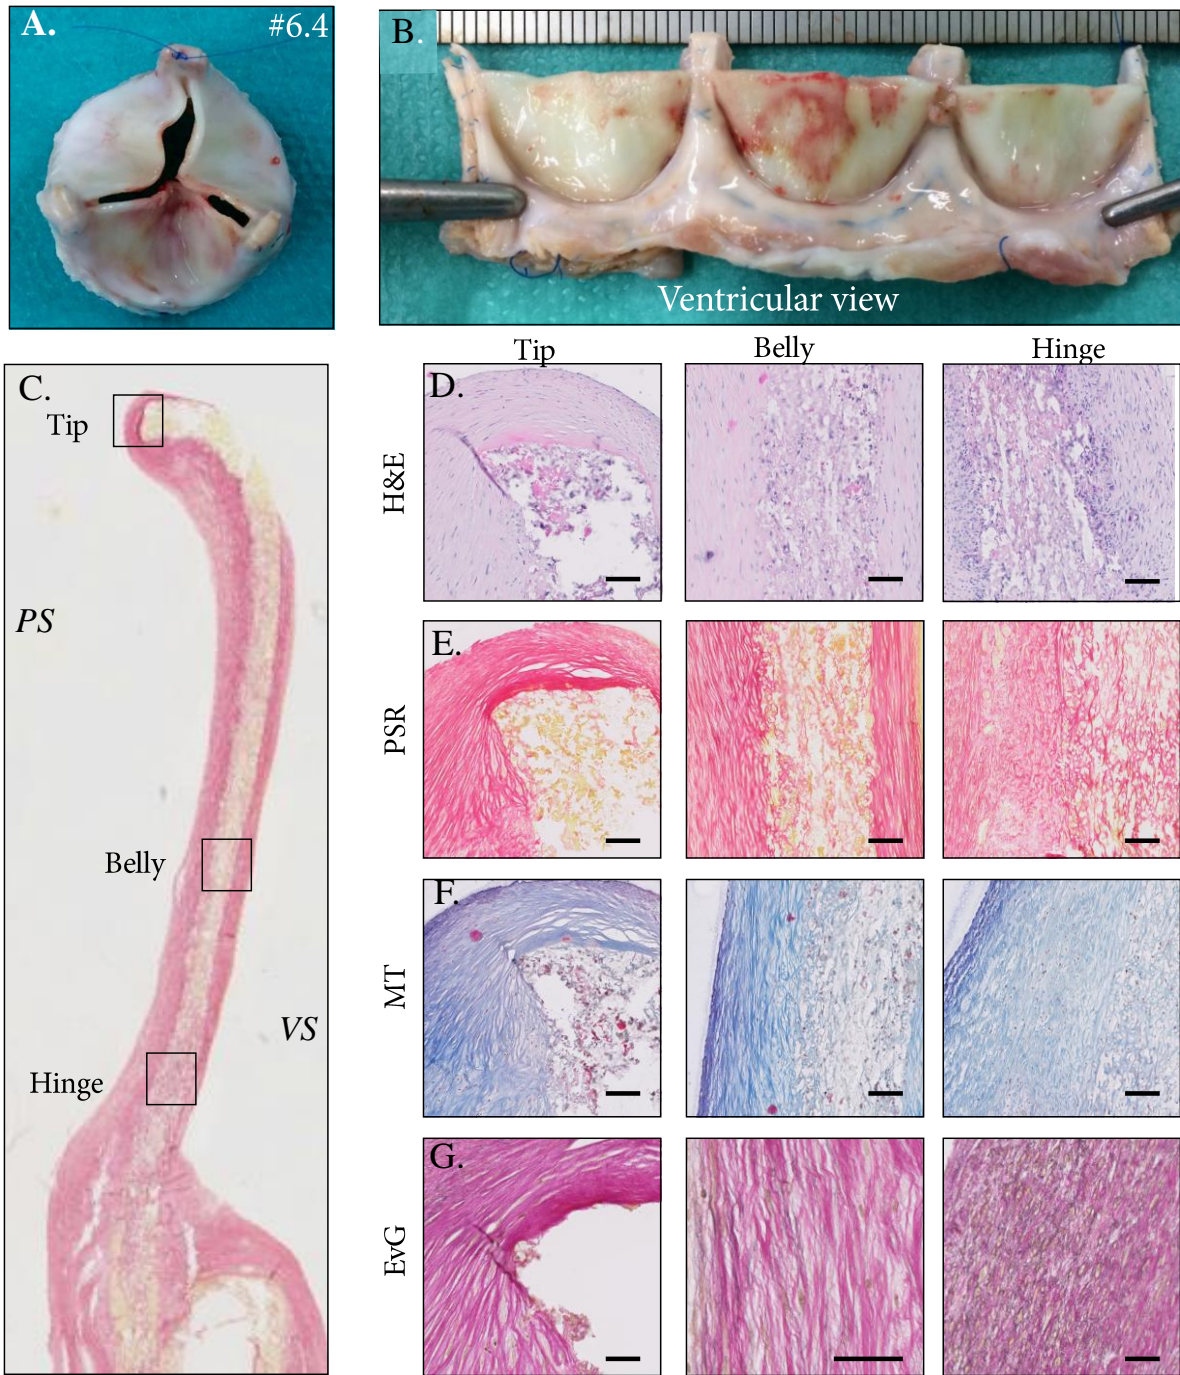 A.
#6.4
B.
Ventricular view
C.
Tip
PS
Belly
VS
Hinge
Tip
Belly
Hinge
D.
H&E
E.
PSR
F.
MT
G.
EvG